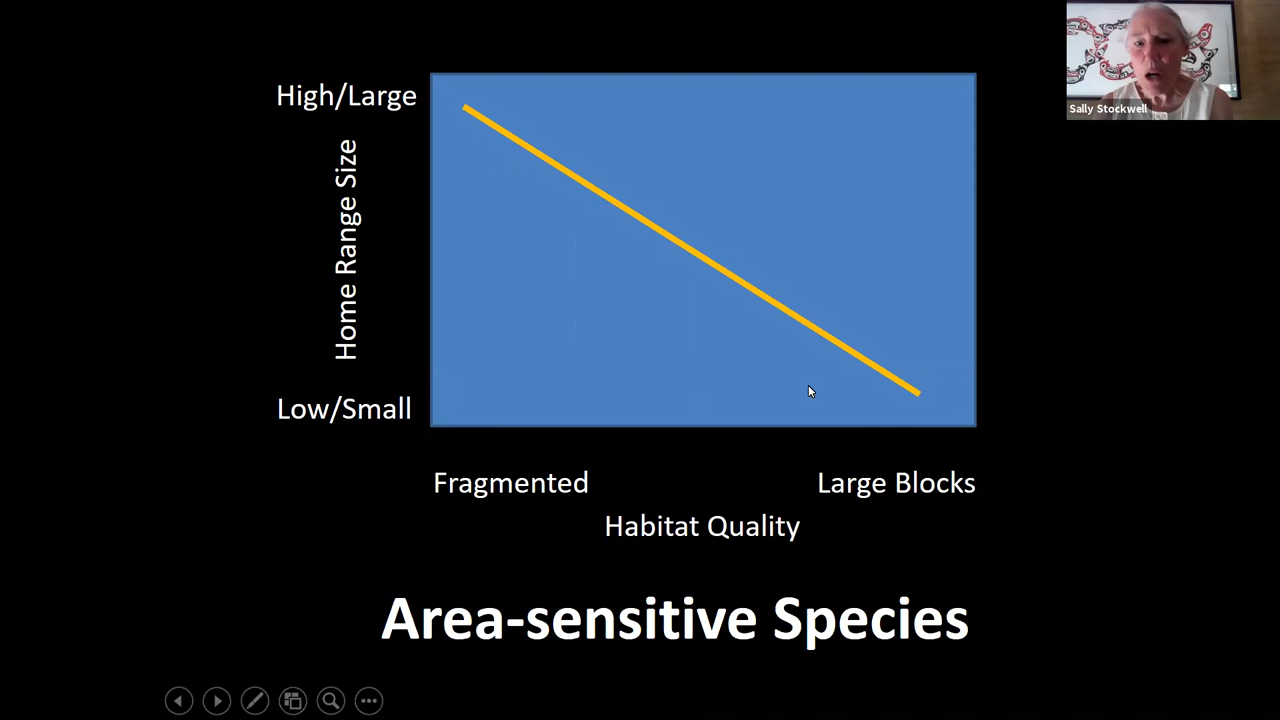 Sally Stockwell
High/Large
Home Range Size
Low/Small
Fragmented
Large Blocks
Habitat Quality
Area-sensitive Species